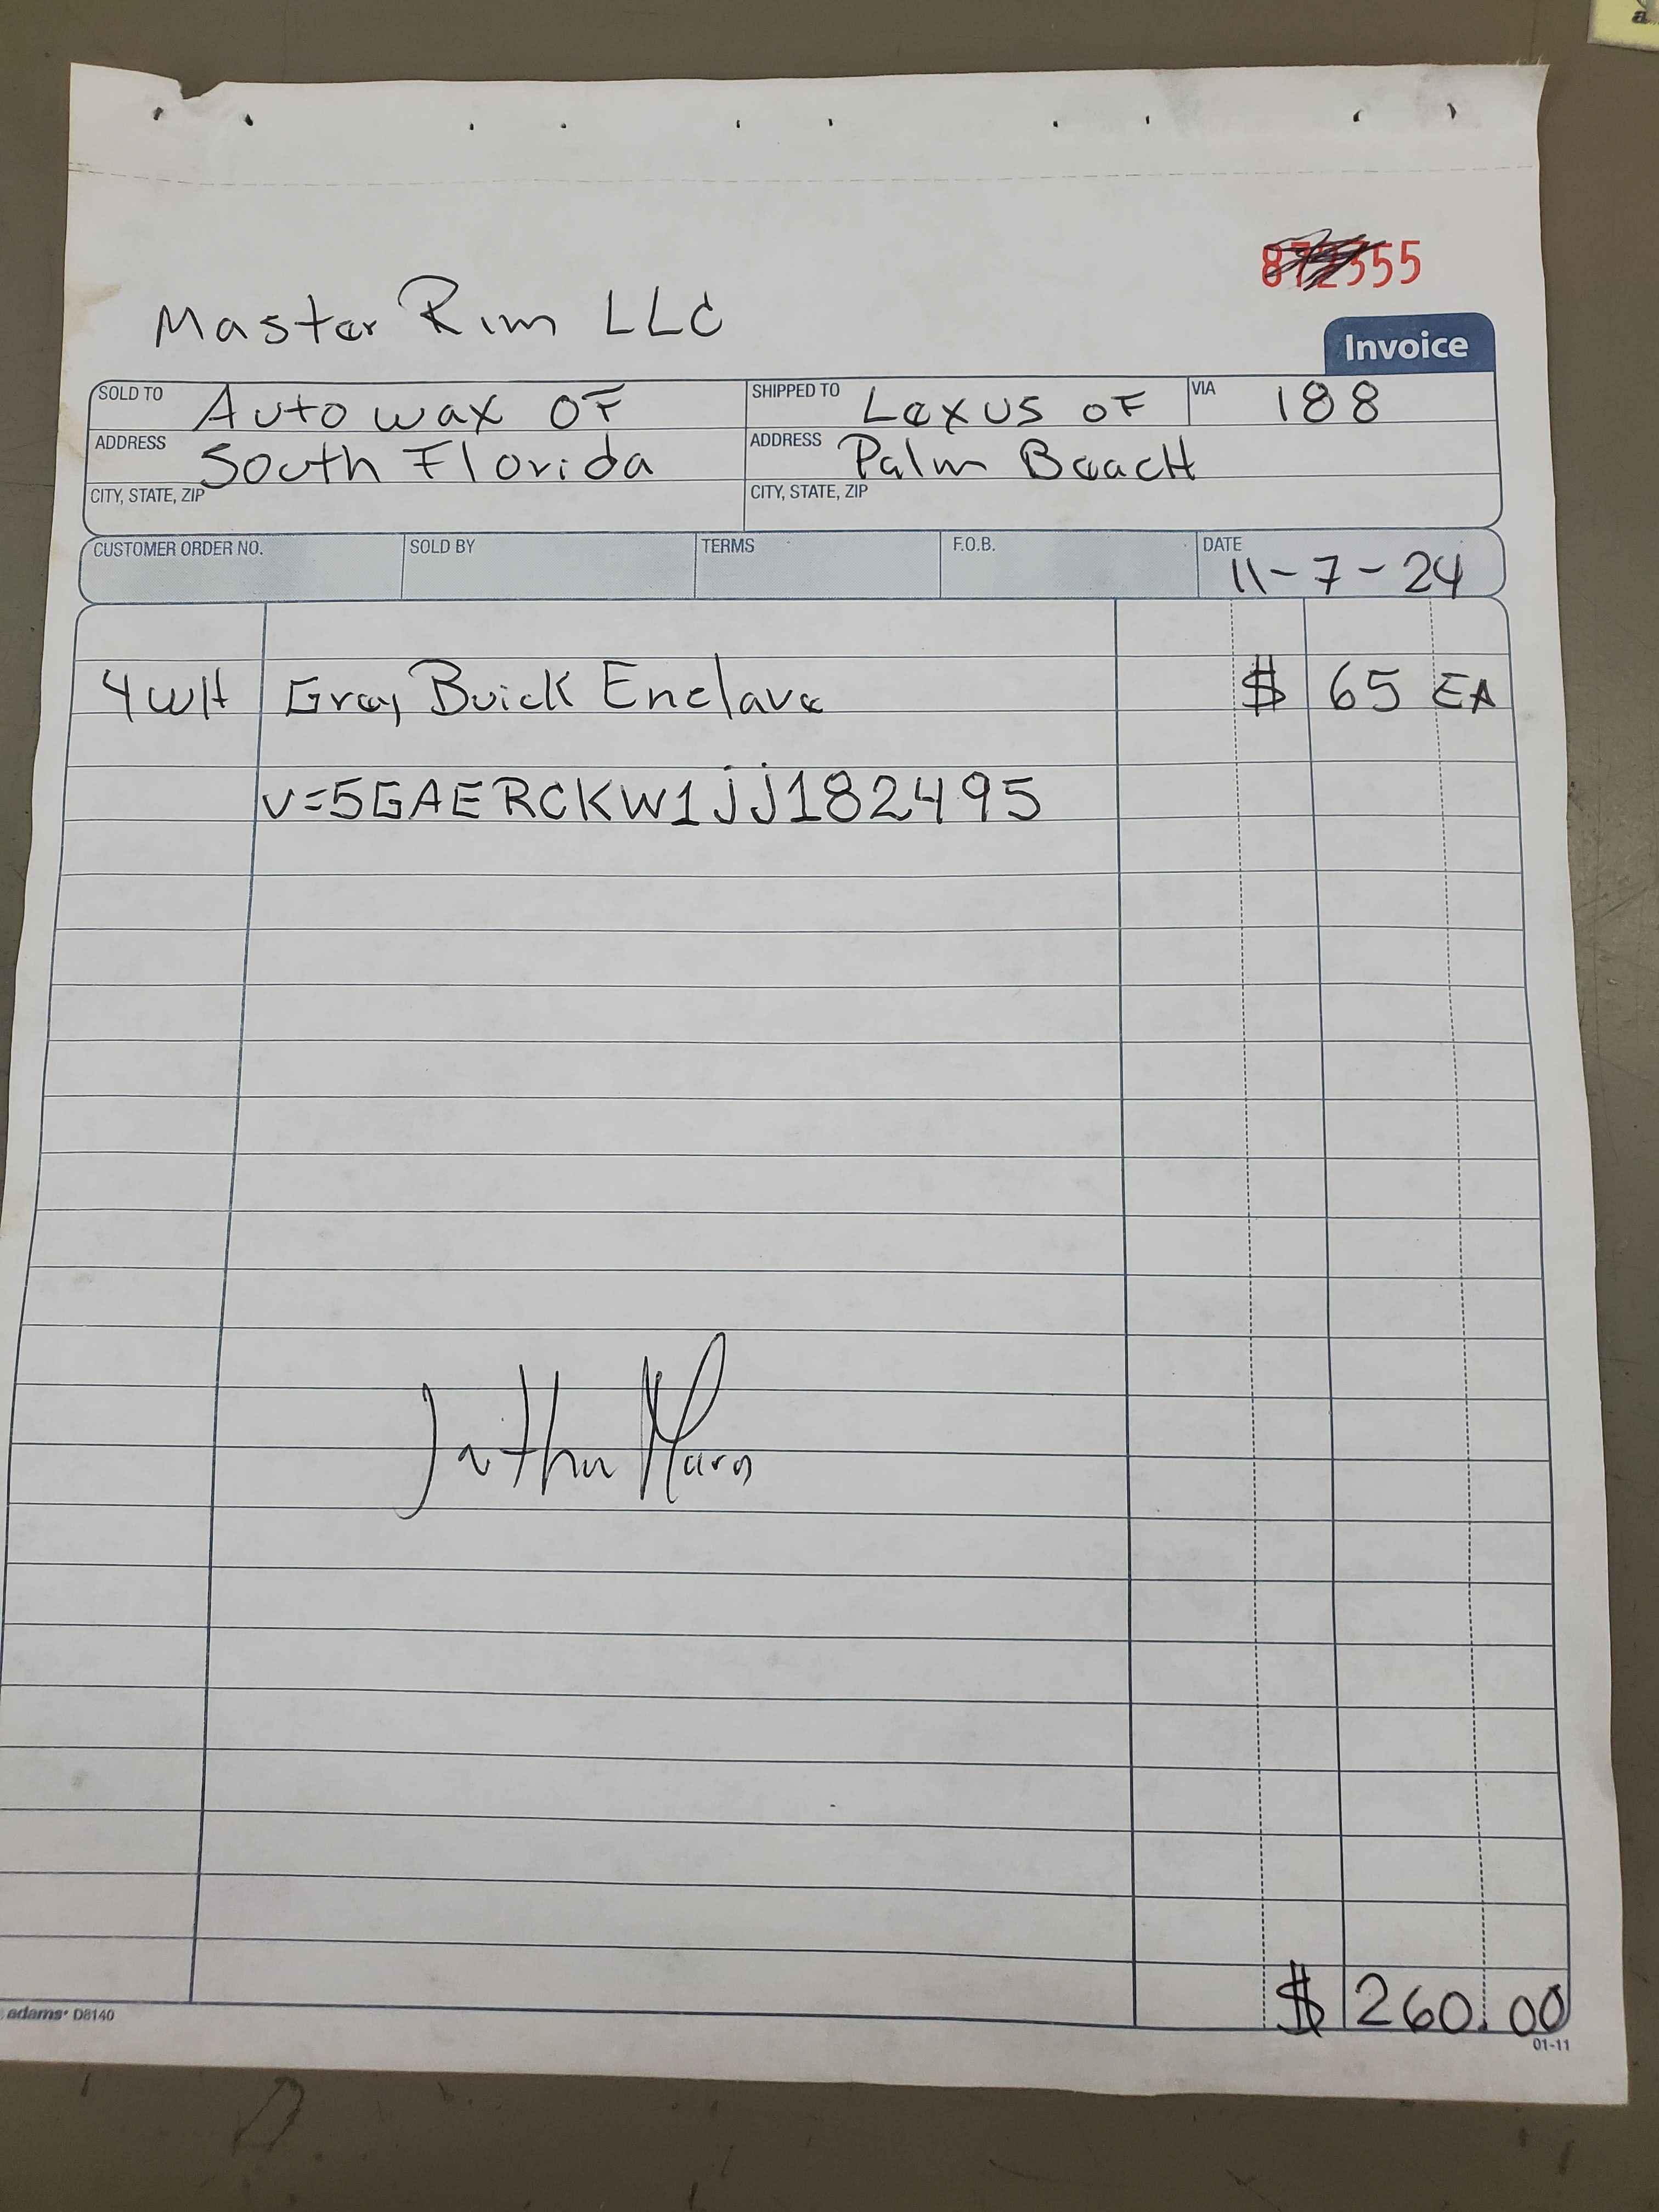 Master Rim LLC
Invoice
SOLD TO Auto wax OF
SHIPPED TO Lexus OF
VIA 188
ADDRESS South Florida
ADDRESS Palm Beach
CITY, STATE, ZIP
CITY, STATE, ZIP
CUSTOMER ORDER NO. SOLD BY TERMS F.O.B. DATE 11-7-24
4 WH Gray Buick Enclave $ 65 EA
V=5GAERCKW1JJ182495
$ 260.00
adams D8140
01-11